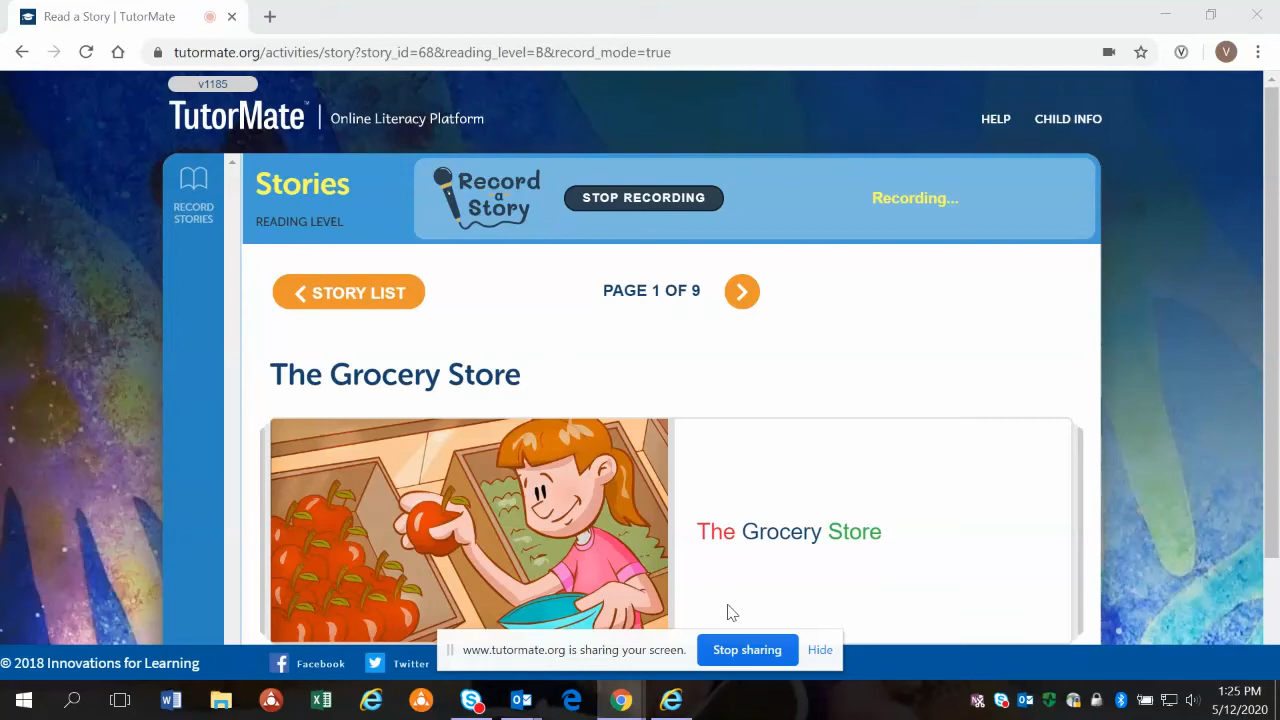 Read a Story | TutorMate
tutormate.org/activities/story?story_id=68&reading_level=B&record_mode=true
V
V
v1185
TutorMate™ | Online Literacy Platform
HELP
CHILD INFO
RECORD
STORIES
Stories
READING LEVEL
Record
a
Story
STOP RECORDING
Recording...
STORY LIST
PAGE 1 OF 9
The Grocery Store
The Grocery Store
www.tutormate.org is sharing your screen.
Stop sharing
Hide
© 2018 Innovations for Learning
Facebook
Twitter
1:25 PM
5/12/2020